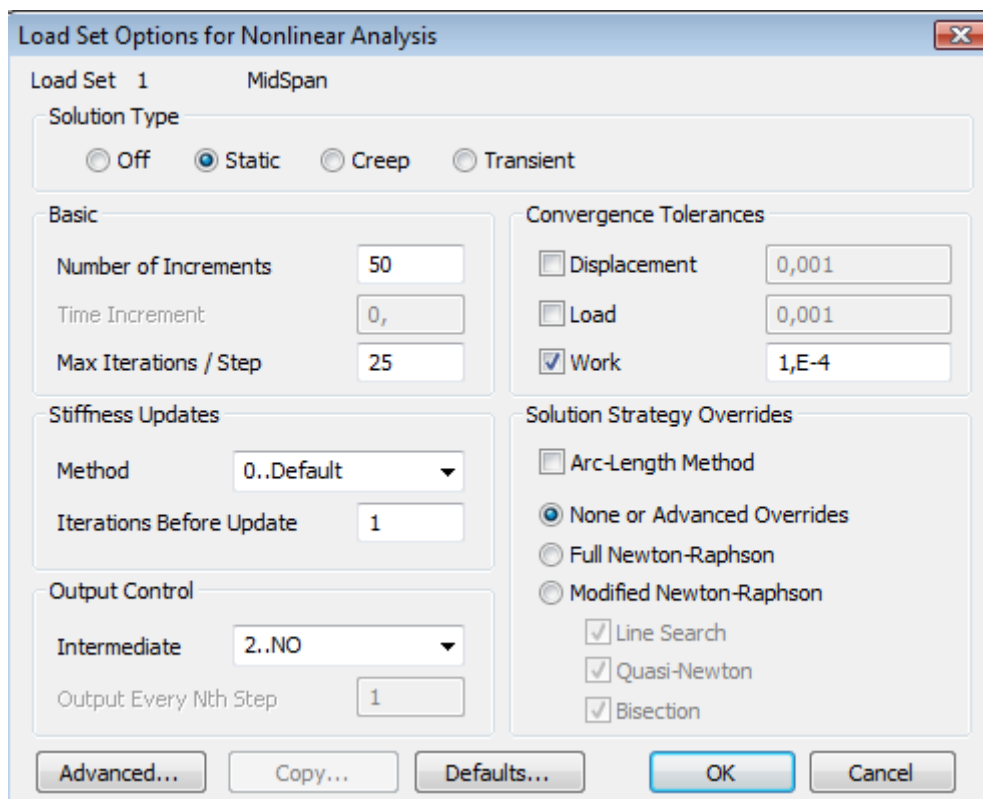 Load Set Options for Nonlinear Analysis
Load Set 1 MidSpan
Solution Type
Off Static Creep Transient
Basic
Number of Increments 50
Time Increment 0,
Max Iterations / Step 25
Convergence Tolerances
Displacement 0,001
Load 0,001
Work 1,E-4
Stiffness Updates
Method 0..Default
Iterations Before Update 1
Solution Strategy Overrides
Arc-Length Method
None or Advanced Overrides
Full Newton-Raphson
Modified Newton-Raphson
Line Search
Quasi-Newton
Bisection
Output Control
Intermediate 2..NO
Output Every Nth Step 1
Advanced... Copy... Defaults... OK Cancel